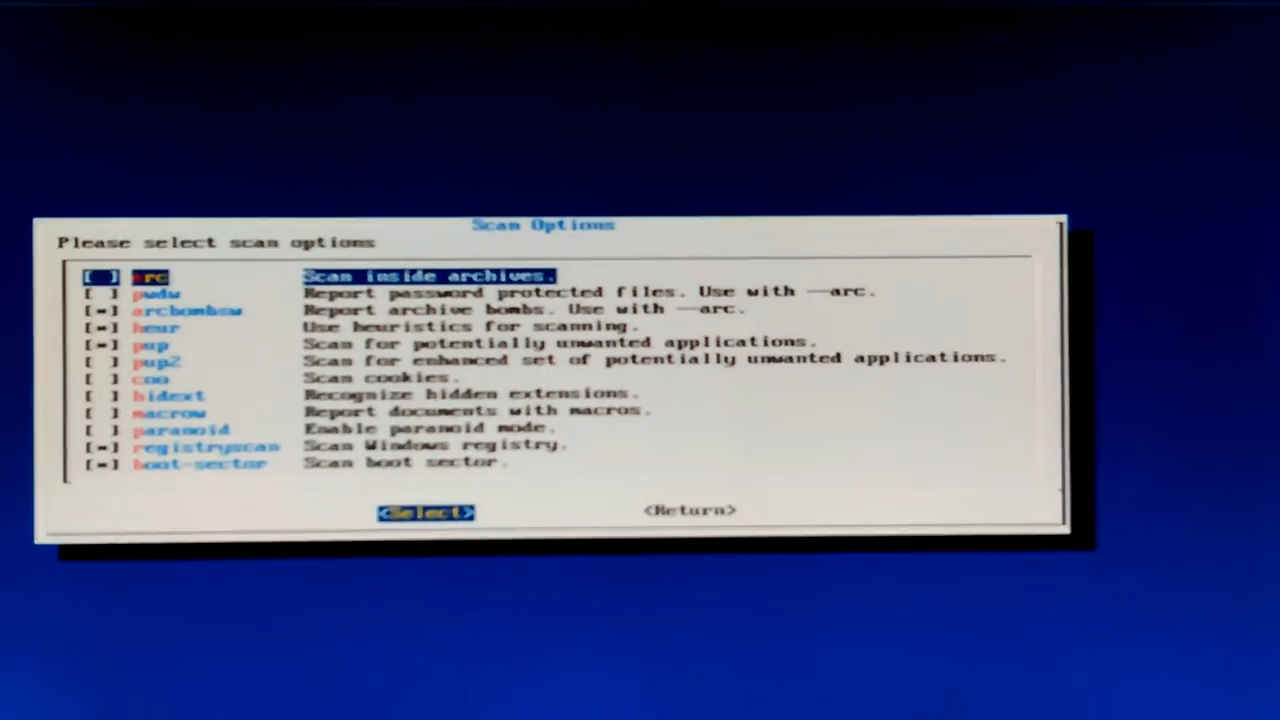 Scan Options
Please select scan options
[ ] arc Scan inside archives.
[ ] pwdw Report password protected files. Use with --arc.
[*] arcbombsw Report archive bombs. Use with --arc.
[*] heur Use heuristics for scanning.
[*] pup Scan for potentially unwanted applications.
[ ] pup2 Scan for enhanced set of potentially unwanted applications.
[ ] coo Scan cookies.
[ ] hidext Recognize hidden extensions.
[ ] macrow Report documents with macros.
[ ] paranoid Enable paranoid mode.
[*] registryscan Scan Windows registry.
[*] boot-sector Scan boot sector.
<Select> <Return>